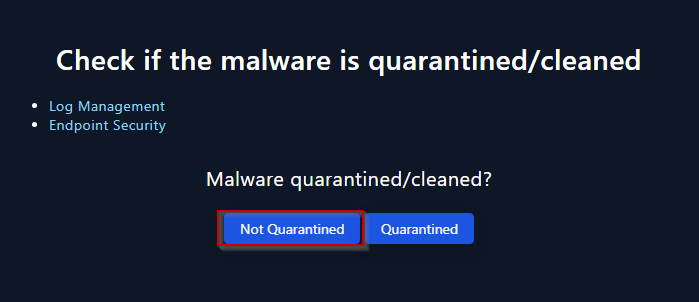 Check if the malware is quarantined/cleaned
Log Management
Endpoint Security
Malware quarantined/cleaned?
Not Quarantined
Quarantined